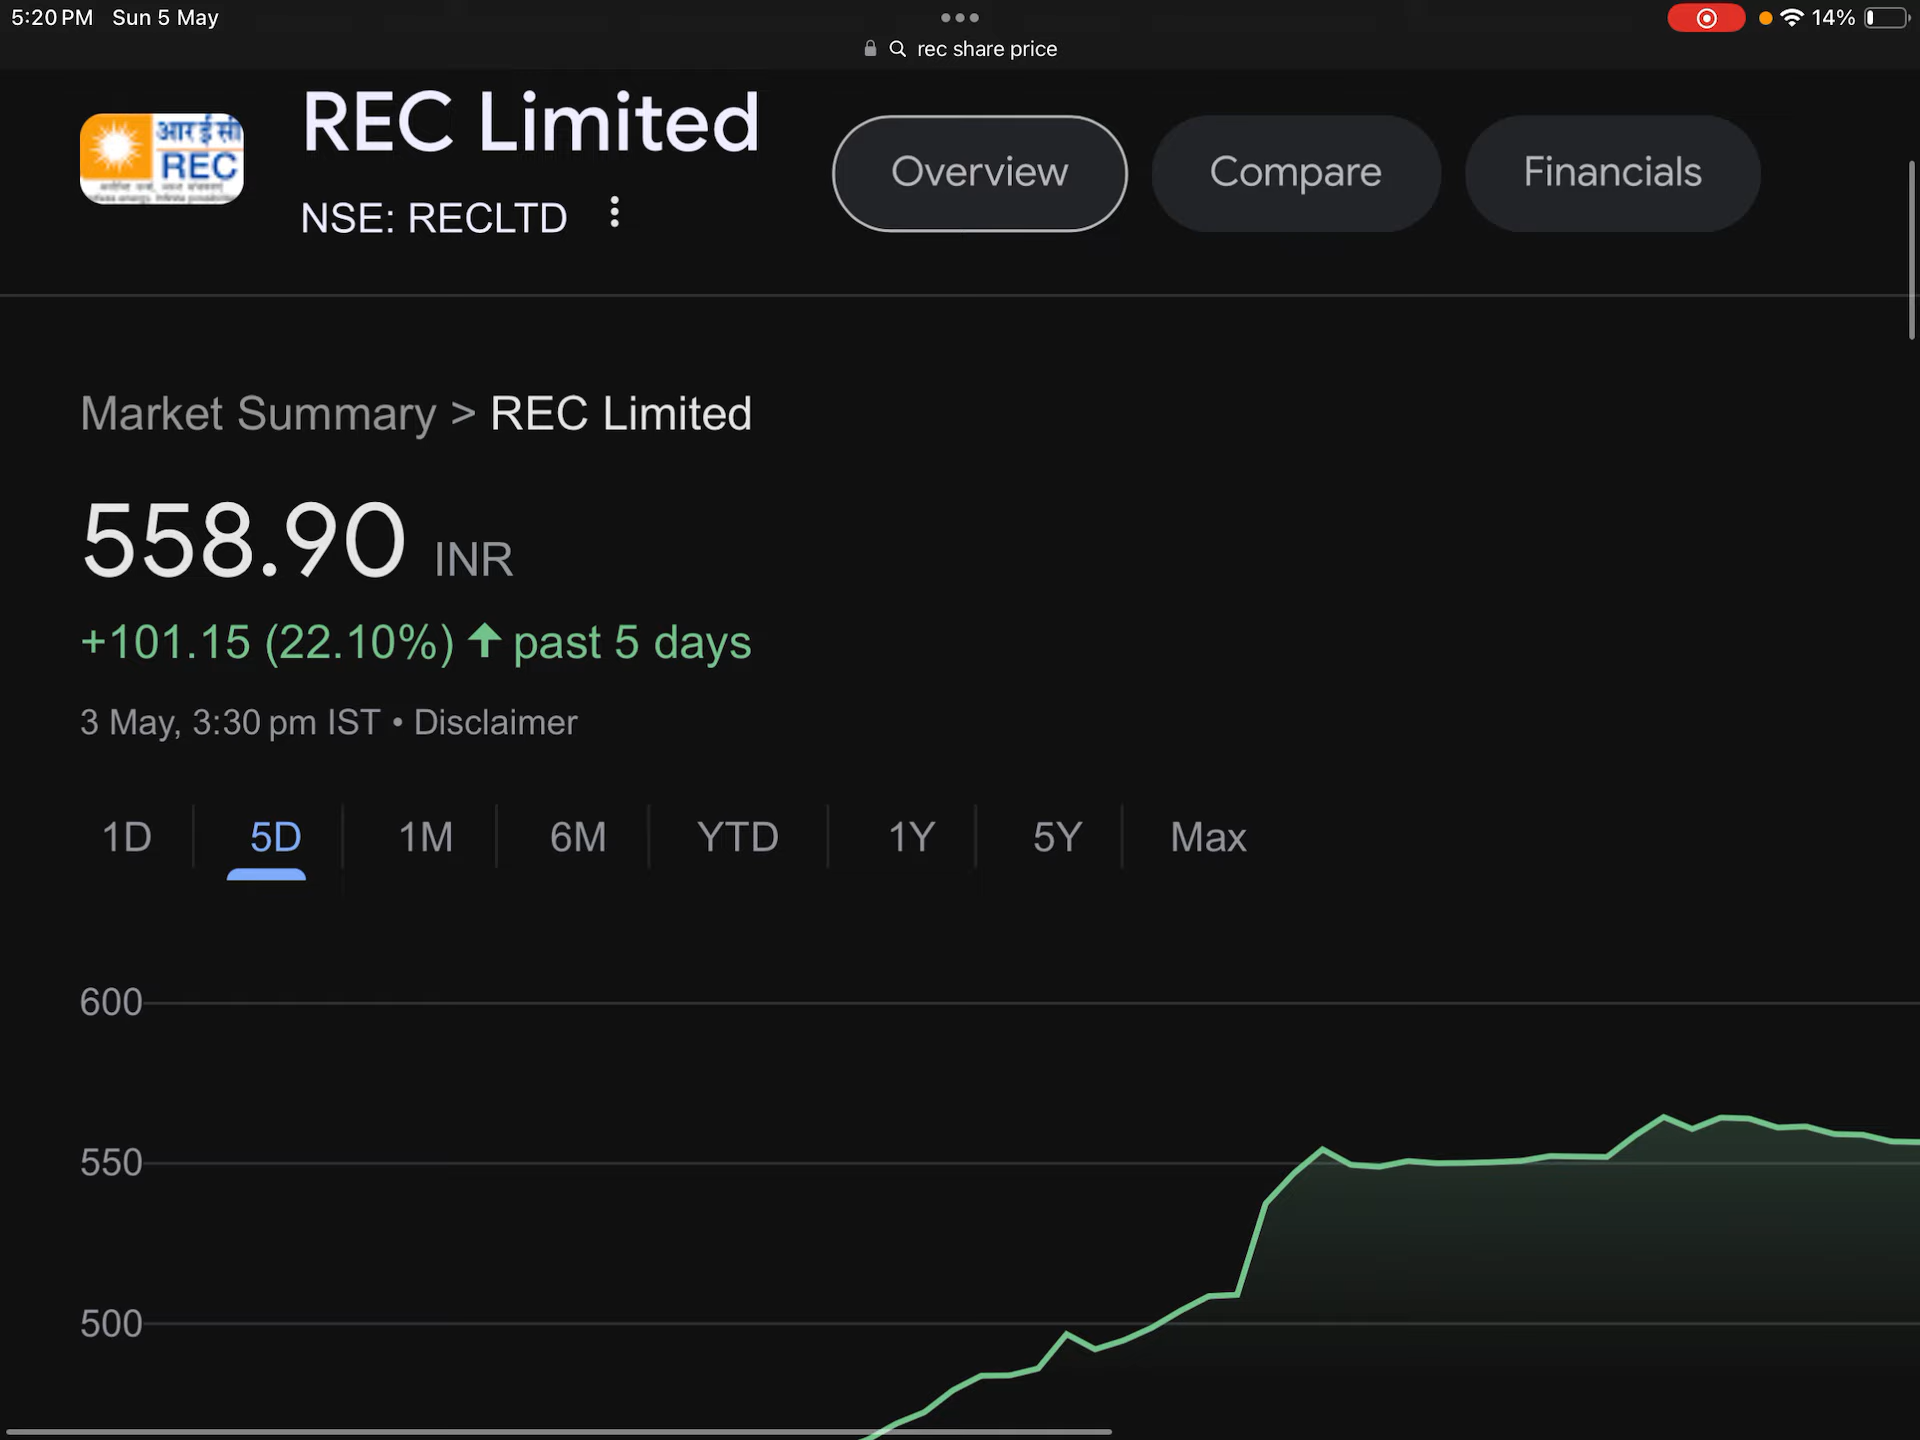 5:20 PM Sun 5 May
14%
rec share price
आर ई सी
REC
REC Limited
NSE: RECLTD
Overview
Compare
Financials
Market Summary > REC Limited
558.90 INR
+101.15 (22.10%) ↑ past 5 days
3 May, 3:30 pm IST • Disclaimer
1D 5D 1M 6M YTD 1Y 5Y Max
600
550
500